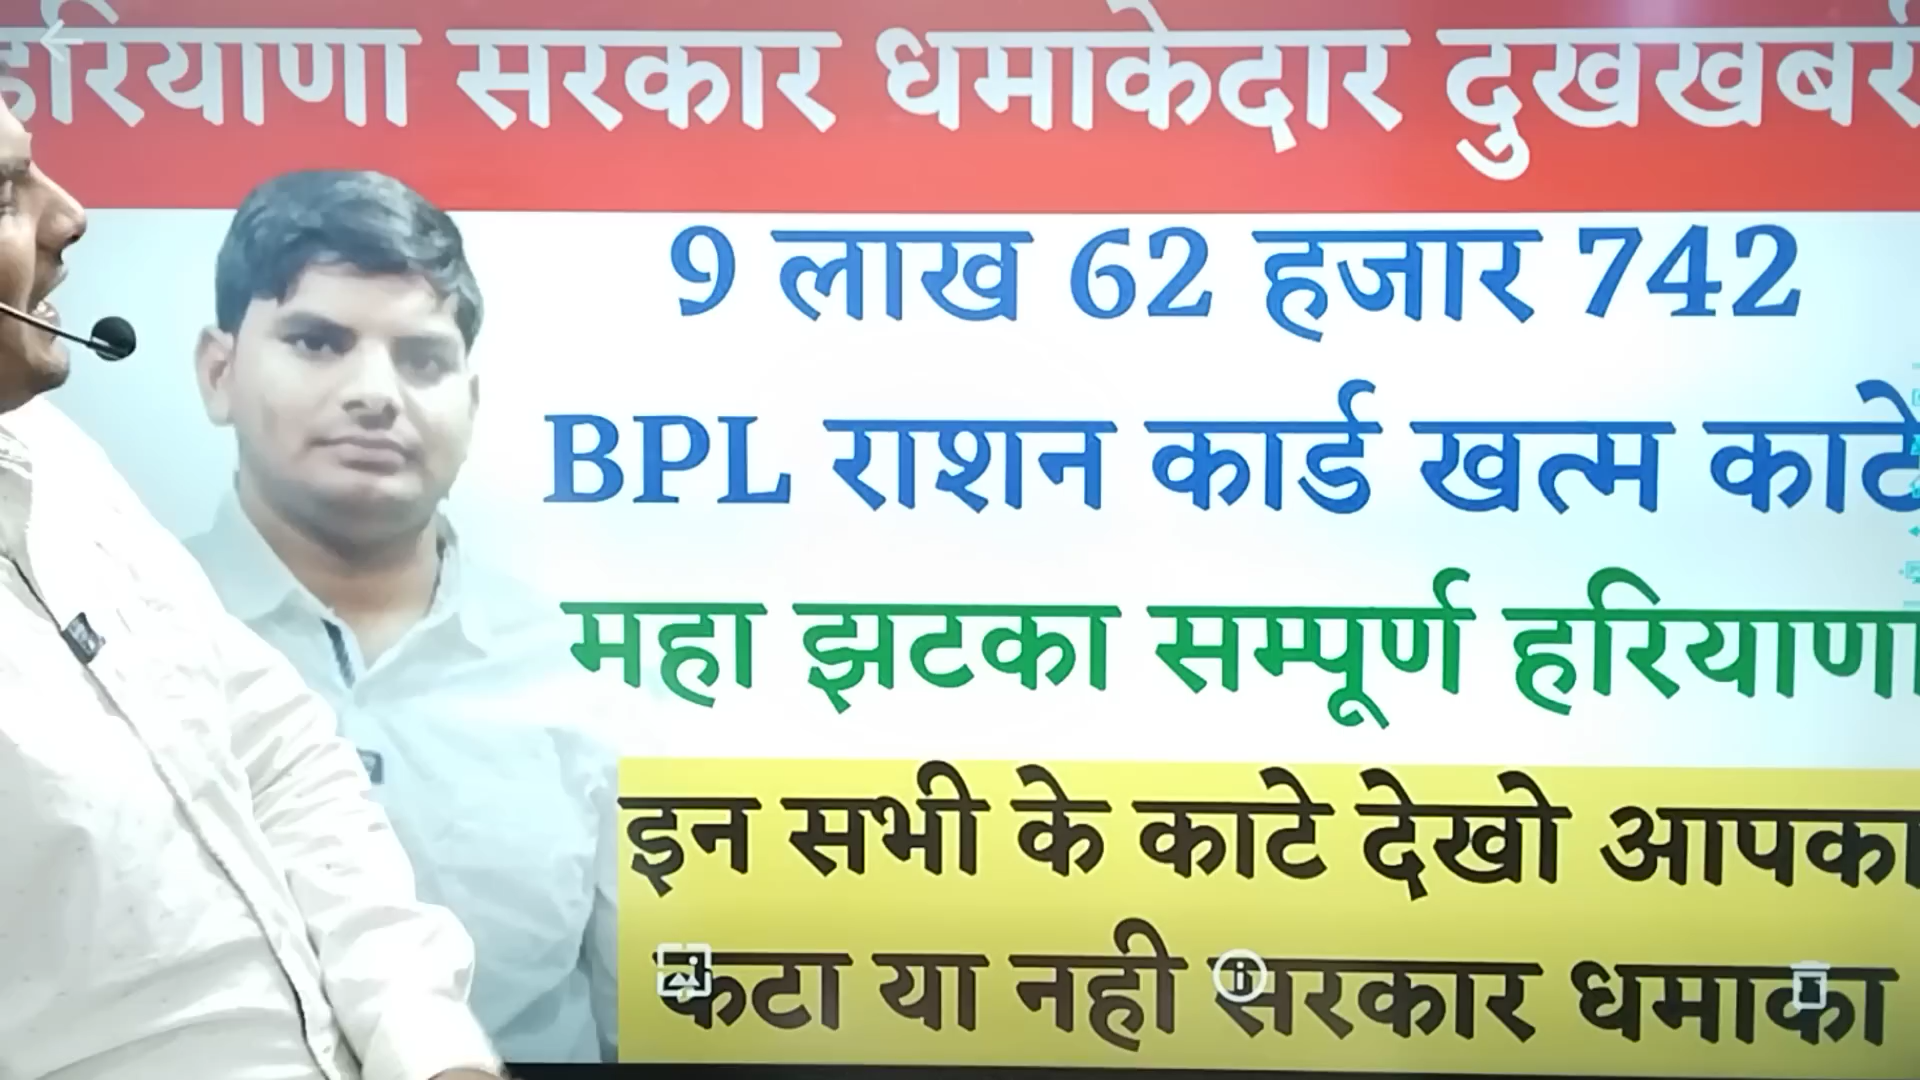 हरियाणा सरकार धमाकेदार दुखखबरी
9 लाख 62 हजार 742
BPL राशन कार्ड खत्म काटे
महा झटका सम्पूर्ण हरियाणा
इन सभी के काटे देखो आपका
कटा या नही सरकार धमाका